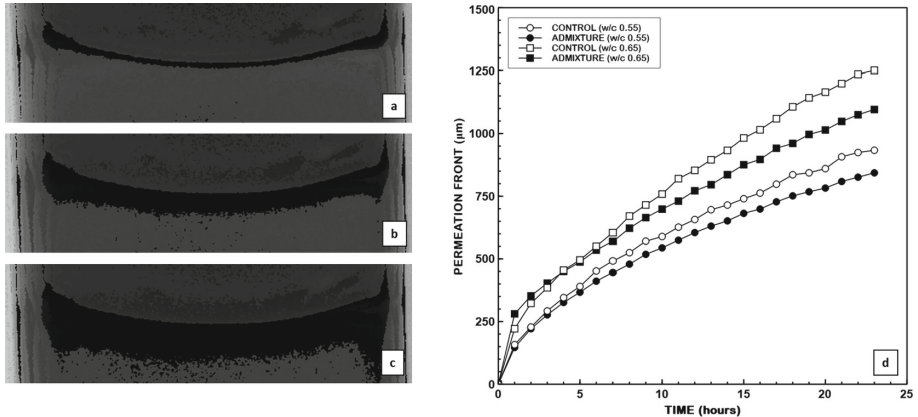 a
b
c
1500
1250
1000
750
500
250
0
PERMEATION FRONT (µm)
CONTROL (w/c 0.55)
ADMIXTURE (w/c 0.55)
CONTROL (w/c 0.65)
ADMIXTURE (w/c 0.65)
d
0 5 10 15 20 25
TIME (hours)